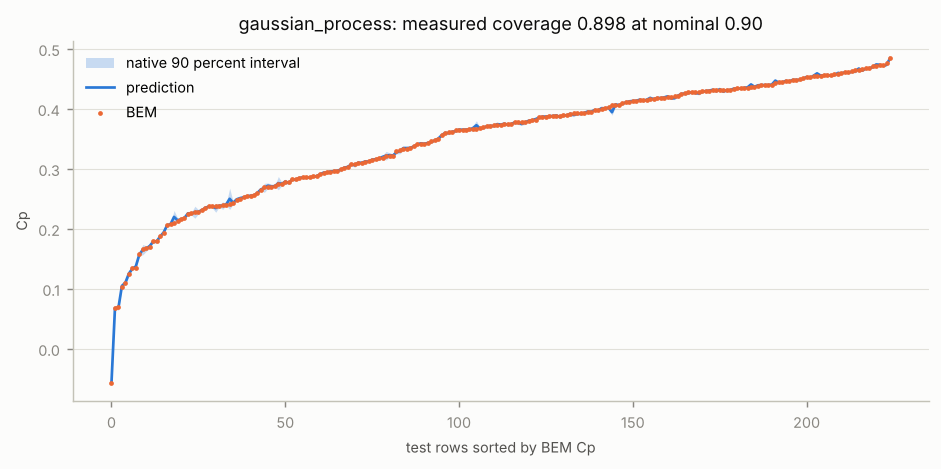 gaussian_process: measured coverage 0.898 at nominal 0.90
native 90 percent interval
prediction
BEM
Cp
0.5
0.4
0.3
0.2
0.1
0.0
0 50 100 150 200
test rows sorted by BEM Cp